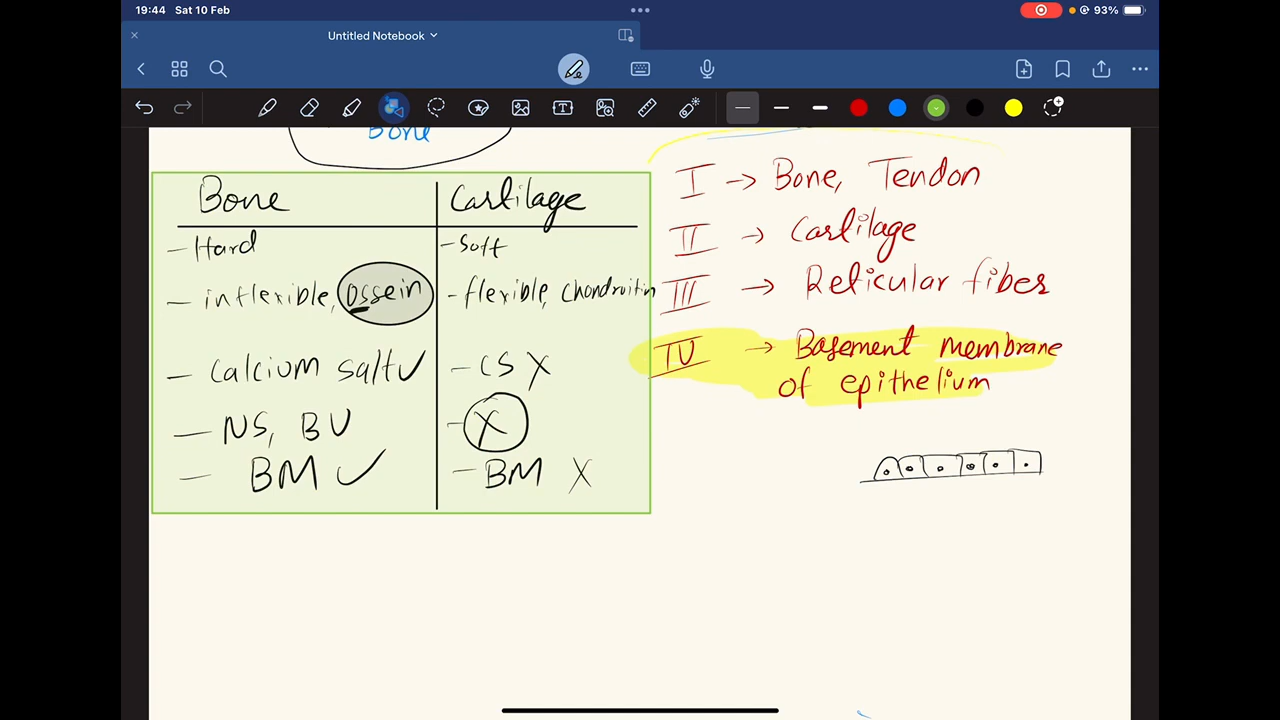 19:44 Sat 10 Feb
93%
Untitled Notebook
Bone
Bone
Cartilage
- Hard
- Soft
- inflexible, ossein
- flexible, chondroitin
- Calcium salt ✓
- CS X
- NS, BV
- X
- BM ✓
- BM X
I → Bone, Tendon
II → Cartilage
III → Reticular fiber
IV → Basement membrane
of epithelium